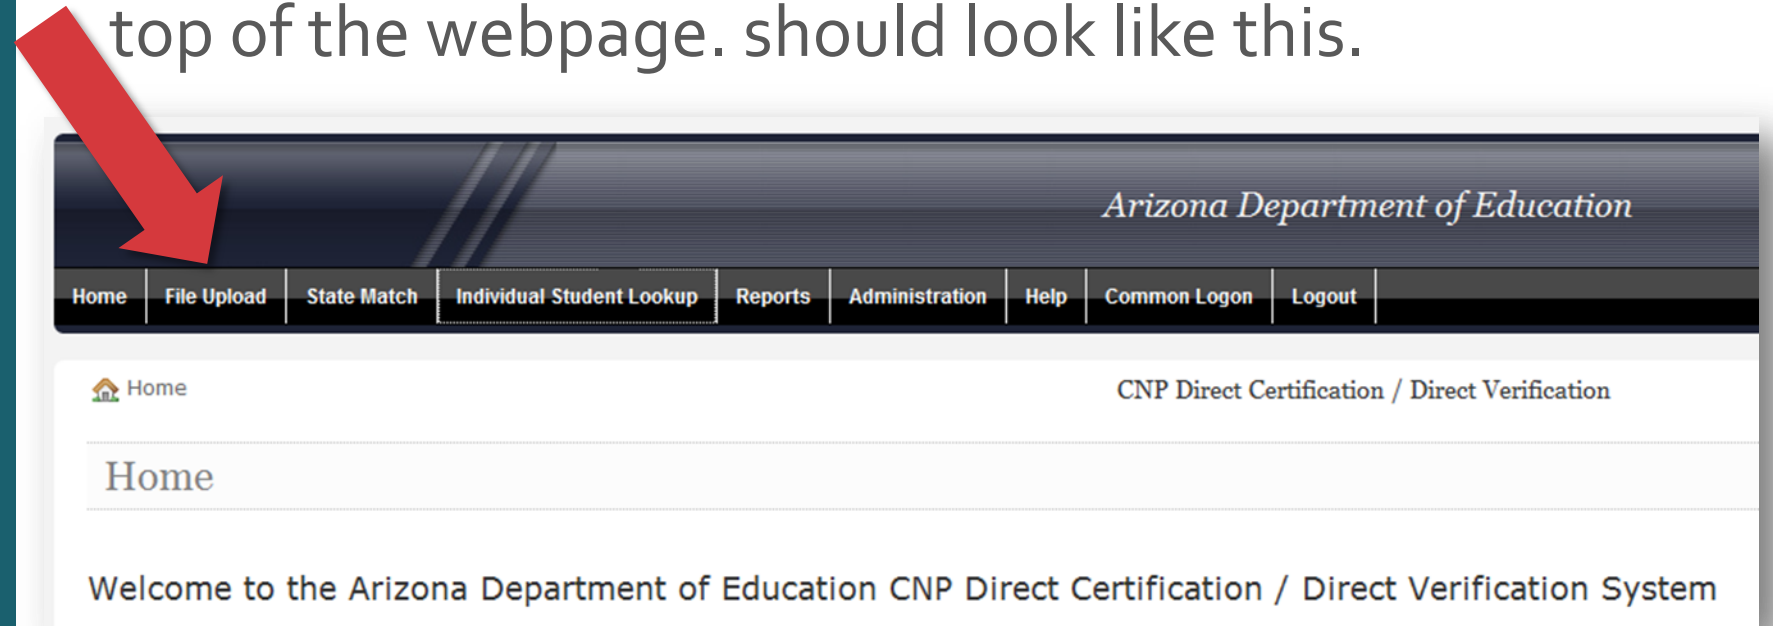 top of the webpage. should look like this.
Arizona Department of Education
Home File Upload State Match Individual Student Lookup Reports Administration Help Common Logon Logout
Home CNP Direct Certification / Direct Verification
Home
Welcome to the Arizona Department of Education CNP Direct Certification / Direct Verification System